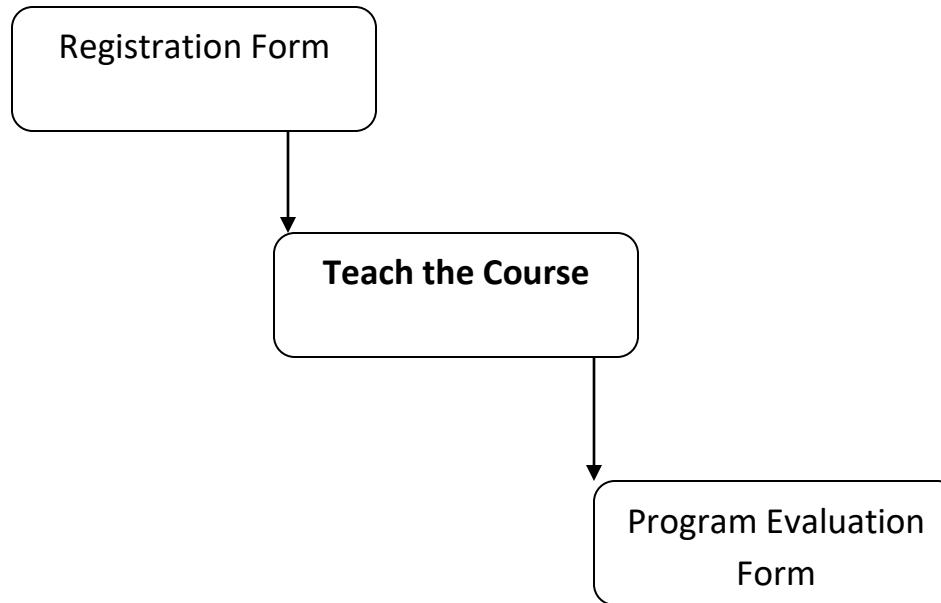 Registration Form
Teach the Course
Program Evaluation
Form